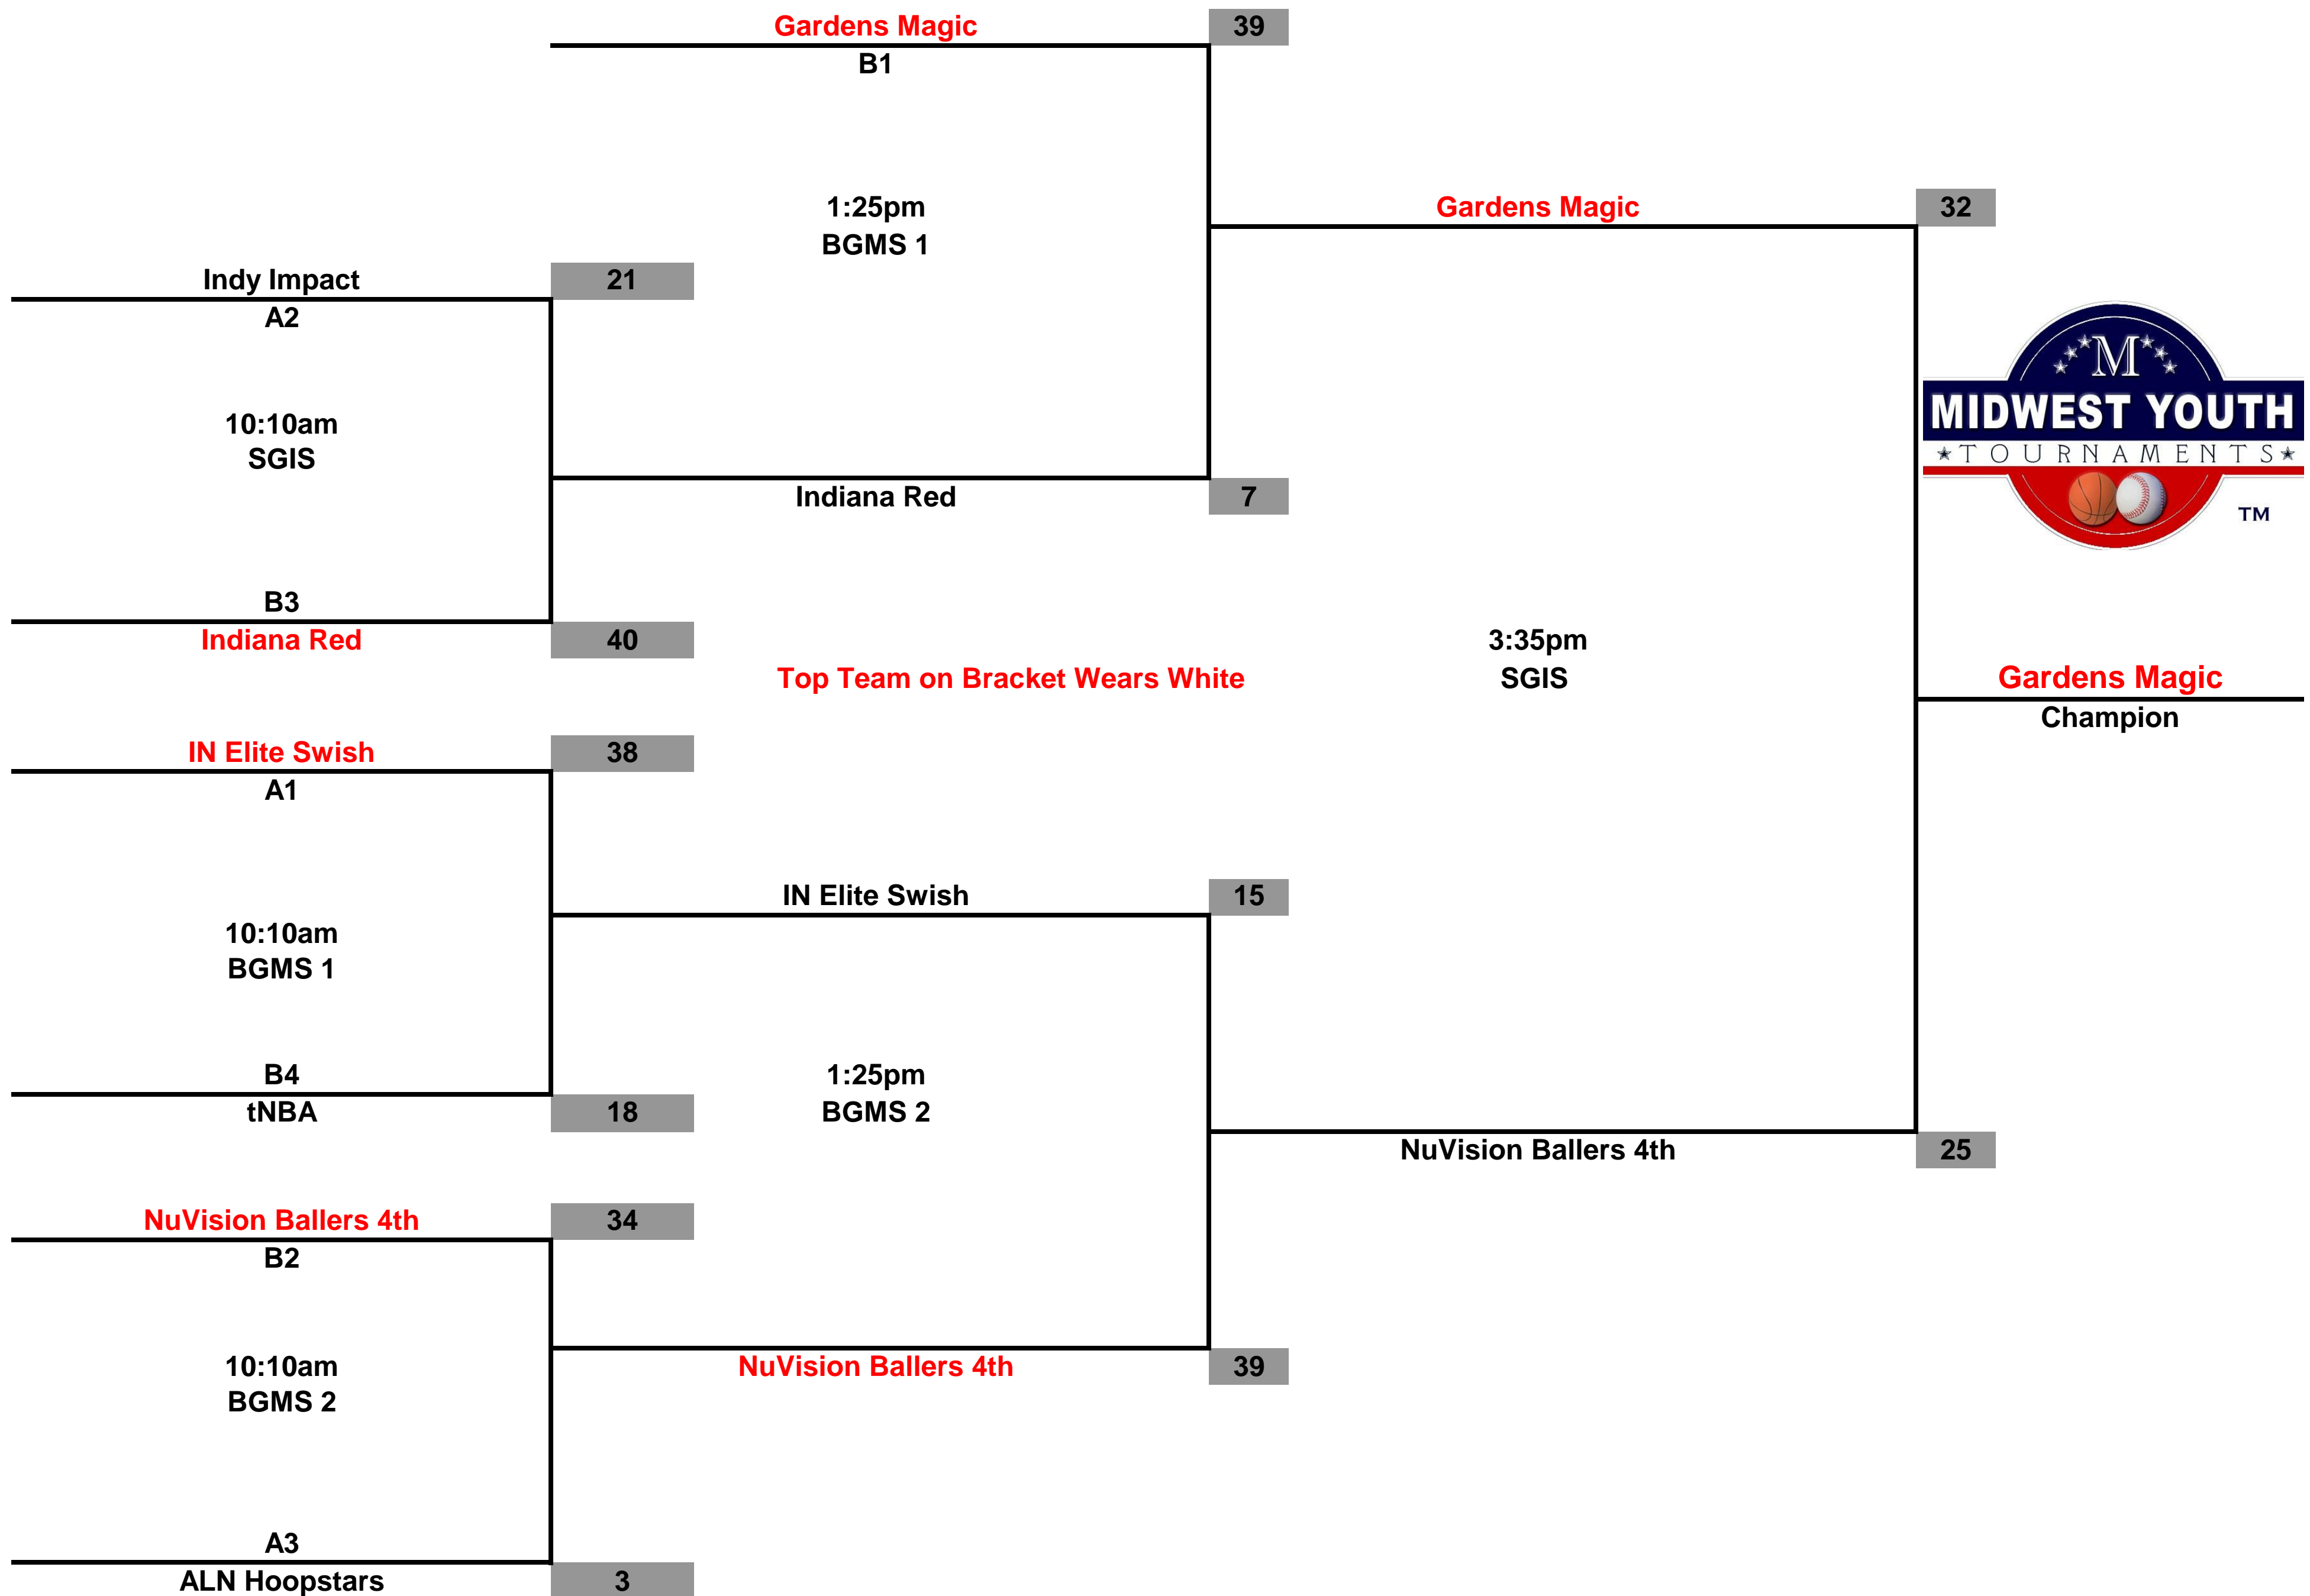 Gardens Magic 39
B1
1:25pm
BGMS 1
Gardens Magic 32
Indy Impact 21
A2
10:10am
SGIS
Indiana Red 7
B3
Indiana Red 40
M
MIDWEST YOUTH
TOURNAMENTS
TM
Top Team on Bracket Wears White
3:35pm
SGIS
Gardens Magic
Champion
IN Elite Swish 38
A1
10:10am
BGMS 1
IN Elite Swish 15
B4
tNBA 18
1:25pm
BGMS 2
NuVision Ballers 4th 25
NuVision Ballers 4th 34
B2
10:10am
BGMS 2
NuVision Ballers 4th 39
A3
ALN Hoopstars 3